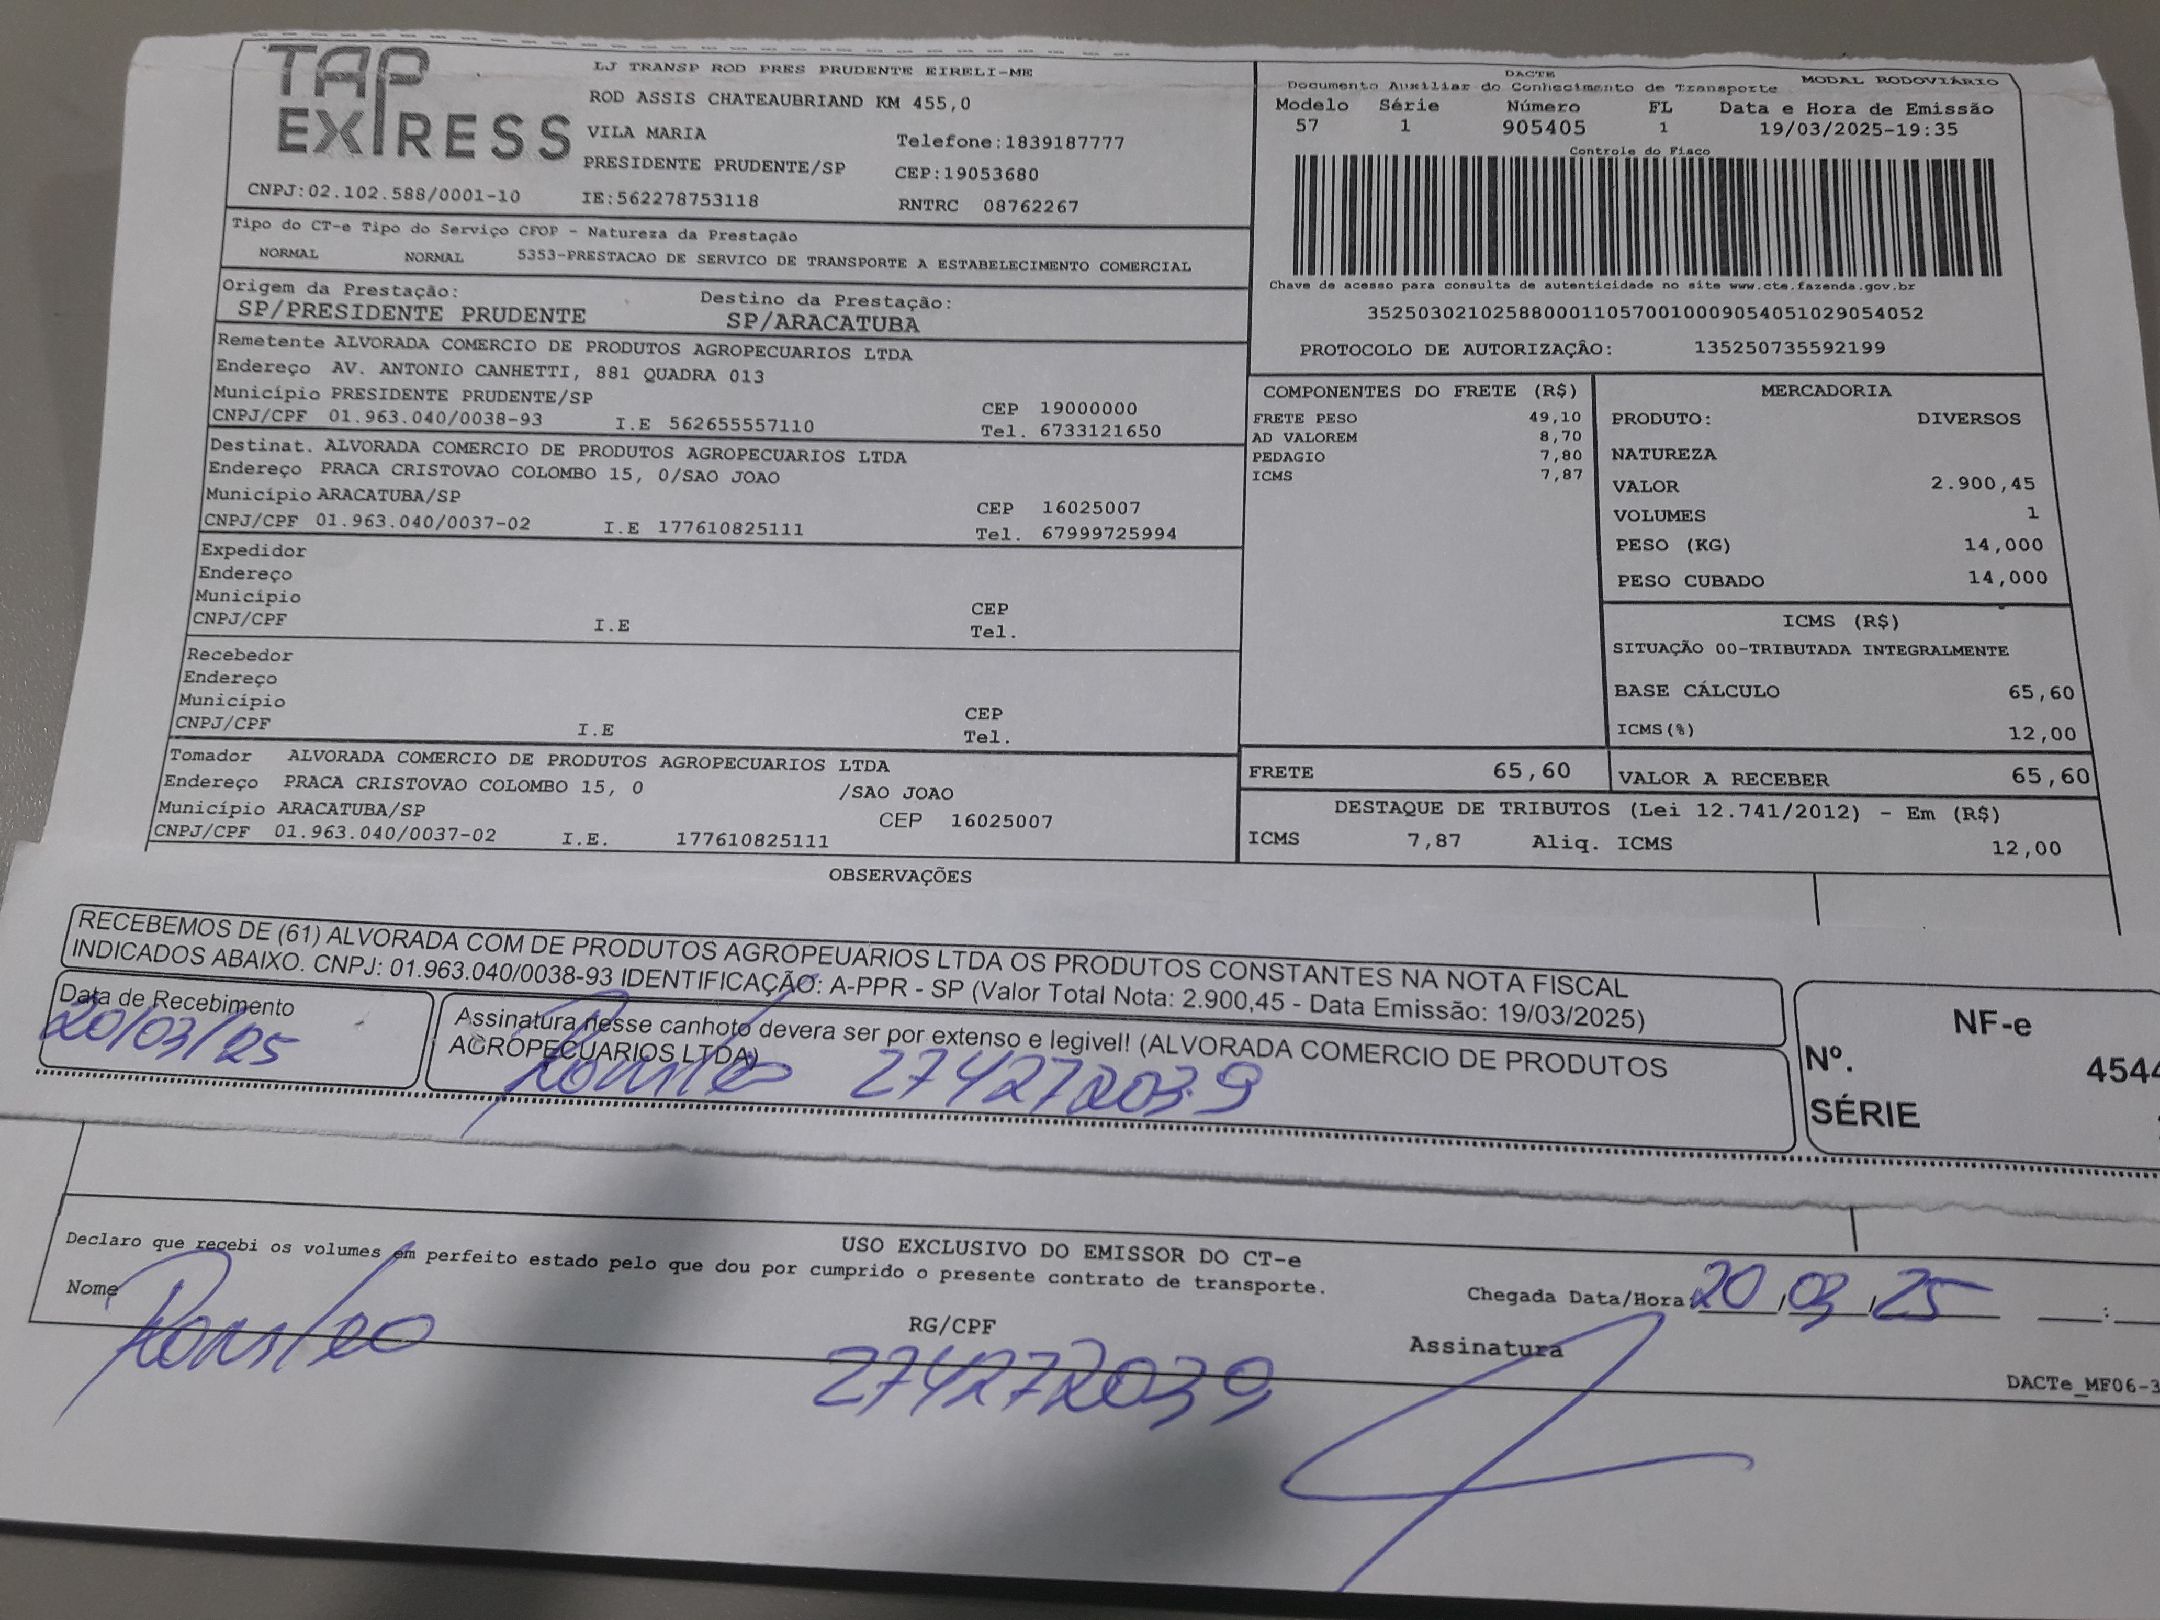 TAP EXPRESS
LJ TRANSP ROD PRES PRUDENTE EIRELI-ME
ROD ASSIS CHATEAUBRIAND KM 455,0
VILA MARIA Telefone:1839187777
PRESIDENTE PRUDENTE/SP CEP:19053680
CNPJ:02.102.588/0001-10 IE:562278753118 RNTRC 08762267
Tipo do CT-e Tipo do Serviço CFOP - Natureza da Prestação
NORMAL NORMAL 5353-PRESTACAO DE SERVICO DE TRANSPORTE A ESTABELECIMENTO COMERCIAL
Origem da Prestação: Destino da Prestação:
SP/PRESIDENTE PRUDENTE SP/ARACATUBA
Remetente ALVORADA COMERCIO DE PRODUTOS AGROPECUARIOS LTDA
Endereço AV. ANTONIO CANHETTI, 881 QUADRA 013
Município PRESIDENTE PRUDENTE/SP CEP 19000000
CNPJ/CPF 01.963.040/0038-93 I.E 562655557110 Tel. 6733121650
Destinat. ALVORADA COMERCIO DE PRODUTOS AGROPECUARIOS LTDA
Endereço PRACA CRISTOVAO COLOMBO 15, 0/SAO JOAO
Município ARACATUBA/SP CEP 16025007
CNPJ/CPF 01.963.040/0037-02 I.E 177610825111 Tel. 67999725994
Expedidor
Endereço
Município CEP
CNPJ/CPF I.E Tel.
Recebedor
Endereço
Município CEP
CNPJ/CPF I.E Tel.
Tomador ALVORADA COMERCIO DE PRODUTOS AGROPECUARIOS LTDA
Endereço PRACA CRISTOVAO COLOMBO 15, 0 /SAO JOAO
Município ARACATUBA/SP CEP 16025007
CNPJ/CPF 01.963.040/0037-02 I.E. 177610825111
DACTE MODAL RODOVIÁRIO
Documento Auxiliar do Conhecimento de Transporte
Modelo Série Número FL Data e Hora de Emissão
57 1 905405 1 19/03/2025-19:35
Controle do Fisco
Chave de acesso para consulta de autenticidade no site www.cte.fazenda.gov.br
35250302102588000110570010009054051029054052
PROTOCOLO DE AUTORIZAÇÃO: 135250735592199
COMPONENTES DO FRETE (R$)
FRETE PESO 49,10
AD VALOREM 8,70
PEDAGIO 7,80
ICMS 7,87
MERCADORIA
PRODUTO: DIVERSOS
NATUREZA
VALOR 2.900,45
VOLUMES 1
PESO (KG) 14,000
PESO CUBADO 14,000
ICMS (R$)
SITUAÇÃO 00-TRIBUTADA INTEGRALMENTE
BASE CÁLCULO 65,60
ICMS(%) 12,00
FRETE 65,60 VALOR A RECEBER 65,60
DESTAQUE DE TRIBUTOS (Lei 12.741/2012) - Em (R$)
ICMS 7,87 Aliq. ICMS 12,00
OBSERVAÇÕES
RECEBEMOS DE (61) ALVORADA COM DE PRODUTOS AGROPEUARIOS LTDA OS PRODUTOS CONSTANTES NA NOTA FISCAL
INDICADOS ABAIXO. CNPJ: 01.963.040/0038-93 IDENTIFICAÇÃO: A-PPR - SP (Valor Total Nota: 2.900,45 - Data Emissão: 19/03/2025)
Data de Recebimento
20/03/25
Assinatura nesse canhoto devera ser por extenso e legivel! (ALVORADA COMERCIO DE PRODUTOS
AGROPECUARIOS LTDA)
274272039
NF-e
Nº. 4544
SÉRIE
USO EXCLUSIVO DO EMISSOR DO CT-e
Declaro que recebi os volumes em perfeito estado pelo que dou por cumprido o presente contrato de transporte.
Nome
RG/CPF
274272039
Chegada Data/Hora 20/03/25 :
Assinatura
DACTe_MF06-3